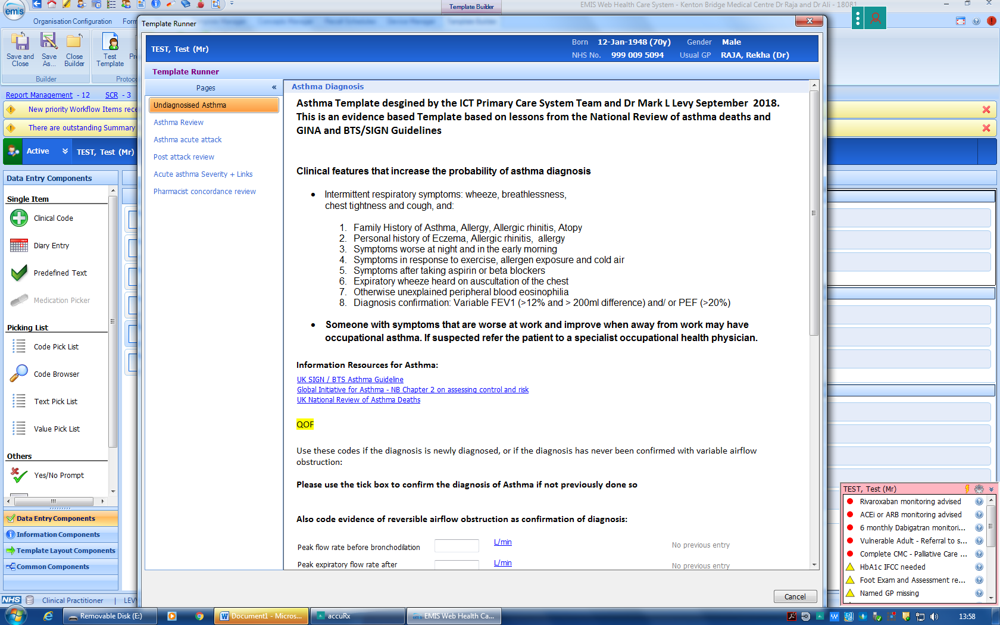 emis
Template Builder
EMIS Web Health Care System - Kenton Bridge Medical Centre Dr Raja and Dr Ali - 18081
Organisation Configuration
Template Runner
Save and Close
Save As...
Close Builder
Test Template
Builder
TEST, Test (Mr)
Born 12-Jan-1948 (70y) Gender Male
NHS No. 999 009 5094 Usual GP RAJA, Rekha (Dr)
Template Runner
Report Management - 12 SCR - 3
New priority Workflow Items
There are outstanding Summary
Active TEST, Test (Mr)
Pages «
Undiagnosised Asthma
Asthma Review
Asthma acute attack
Post attack review
Acute asthma Severity + Links
Pharmacist concordance review
Asthma Diagnosis
Asthma Template desgined by the ICT Primary Care System Team and Dr Mark L Levy September 2018.
This is an evidence based Template based on lessons from the National Review of asthma deaths and
GINA and BTS/SIGN Guidelines
Clinical features that increase the probability of asthma diagnosis
• Intermittent respiratory symptoms: wheeze, breathlessness,
chest tightness and cough, and:
1. Family History of Asthma, Allergy, Allergic rhinitis, Atopy
2. Personal history of Eczema, Allergic rhinitis, allergy
3. Symptoms worse at night and in the early morning
4. Symptoms in response to exercise, allergen exposure and cold air
5. Symptoms after taking aspirin or beta blockers
6. Expiratory wheeze heard on auscultation of the chest
7. Otherwise unexplained peripheral blood eosinophilia
8. Diagnosis confirmation: Variable FEV1 (>12% and > 200ml difference) and/ or PEF (>20%)
• Someone with symptoms that are worse at work and improve when away from work may have
occupational asthma. If suspected refer the patient to a specialist occupational health physician.
Information Resources for Asthma:
UK SIGN / BTS Asthma Guideline
Global Initiative for Asthma - NB Chapter 2 on assessing control and risk
UK National Review of Asthma Deaths
QOF
Use these codes if the diagnosis is newly diagnosed, or if the diagnosis has never been confirmed with variable airflow
obstruction:
Please use the tick box to confirm the diagnosis of Asthma if not previously done so
Also code evidence of reversible airflow obstruction as confirmation of diagnosis:
Peak flow rate before bronchodilation L/min No previous entry
Peak expiratory flow rate after L/min No previous entry
Cancel
Data Entry Components
Single Item
Clinical Code
Diary Entry
Predefined Text
Medication Picker
Picking List
Code Pick List
Code Browser
Text Pick List
Value Pick List
Others
Yes/No Prompt
Data Entry Components
Information Components
Template Layout Components
Common Components
TEST, Test (Mr)
Rivaroxaban monitoring advised
ACEi or ARB monitoring advised
6 monthly Dabigatran monitori...
Vulnerable Adult - Referral to s...
Complete CMC - Palliative Care ...
HbA1c IFCC needed
Foot Exam and Assessment re...
Named GP missing
NHS Clinical Practitioner
Removable Disk (E:)
Document1 - Micros...
accuRx
EMIS Web Health Ca...
13:58